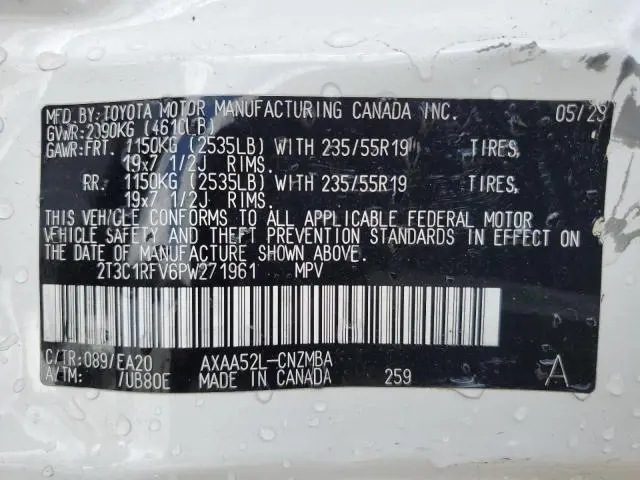 MFD.BY:TOYOTA MOTOR MANUFACTURING CANADA INC. 05/23
GVWR:2090KG (4610LB)
GAWR:FRT. 1150KG (2535LB) WITH 235/55R19 TIRES,
19x7 1/2J RIMS.
RR. 1150KG (2535LB) WITH 235/55R19 TIRES,
19x7 1/2J RIMS.
THIS VEHICLE CONFORMS TO ALL APPLICABLE FEDERAL MOTOR
VEHICLE SAFETY AND THEFT PREVENTION STANDARDS IN EFFECT ON
THE DATE OF MANUFACTURE SHOWN ABOVE.
2T3C1RFV6PW271961 MPV
C/TR:089/EA20 AXAA52L-CNZMBA
A/TM: /UB80E MADE IN CANADA 259 A